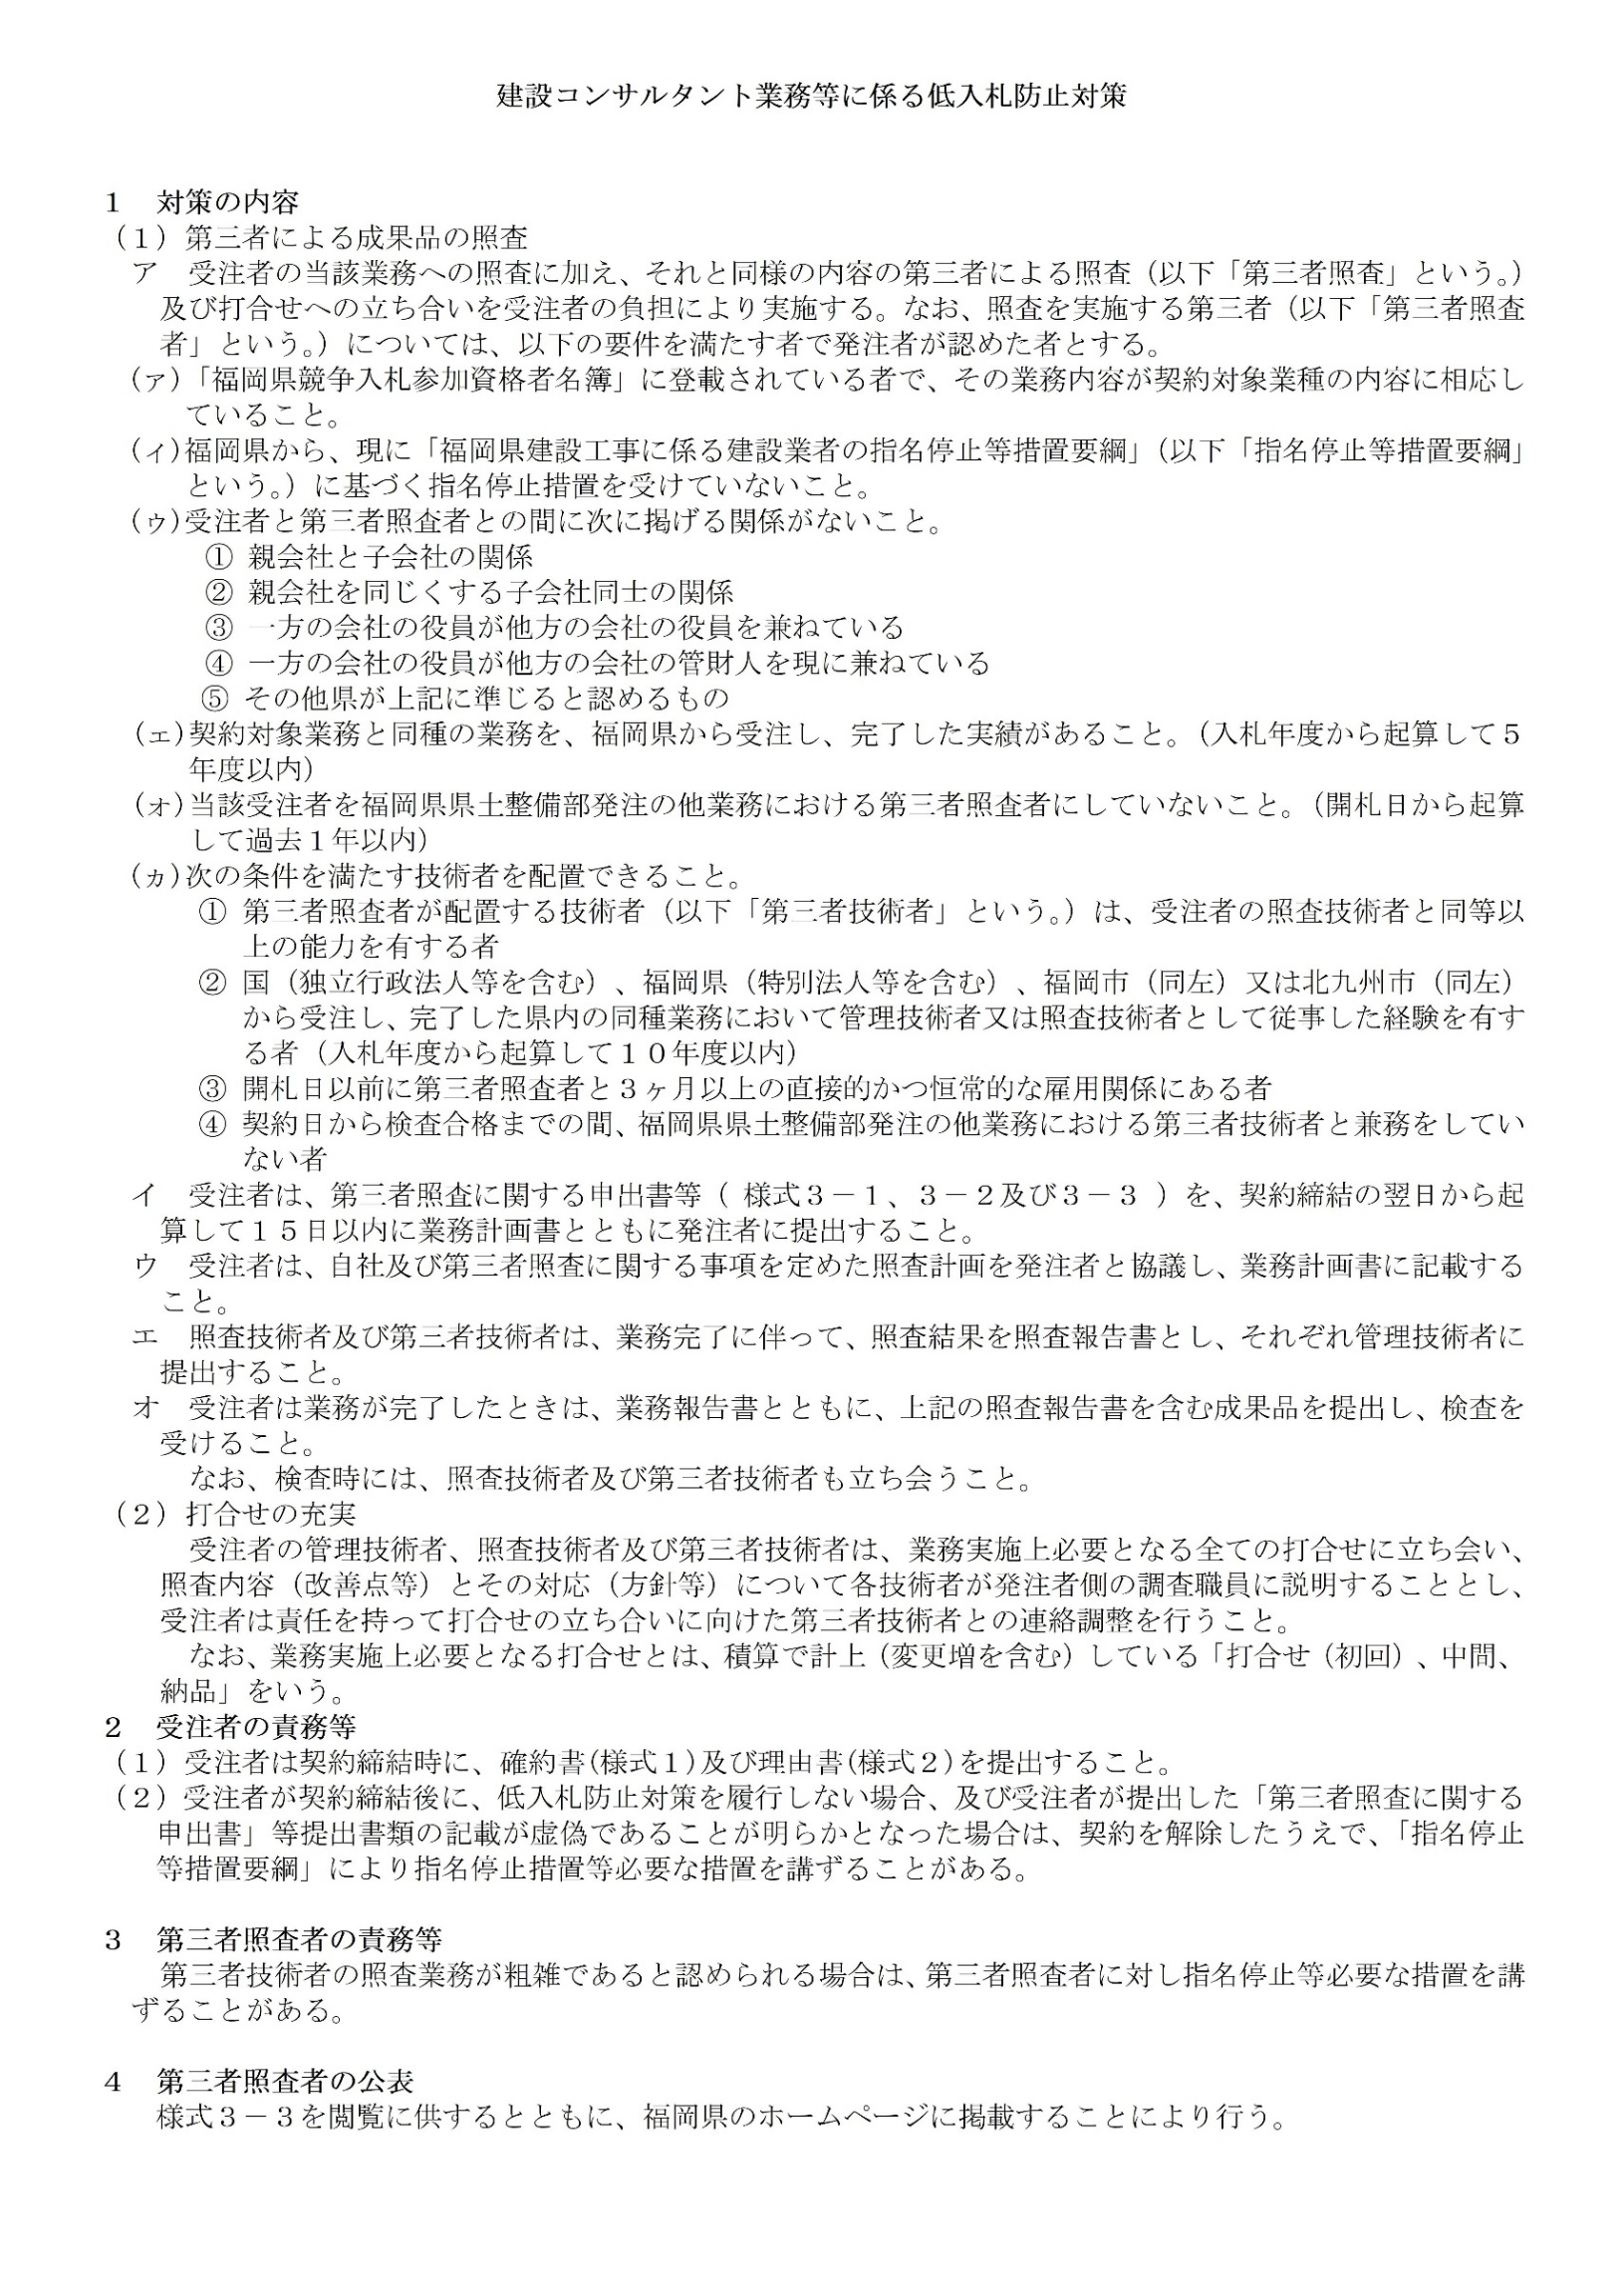 建設コンサルタント業務等に係る低入札防止対策
１　対策の内容
（１）第三者による成果品の照査
ア　受注者の当該業務への照査に加え、それと同様の内容の第三者による照査（以下「第三者照査」という。）
及び打合せへの立ち合いを受注者の負担により実施する。なお、照査を実施する第三者（以下「第三者照査
者」という。）については、以下の要件を満たす者で発注者が認めた者とする。
（ァ）「福岡県競争入札参加資格者名簿」に登載されている者で、その業務内容が契約対象業種の内容に相応し
ていること。
（ィ）福岡県から、現に「福岡県建設工事に係る建設業者の指名停止等措置要綱」（以下「指名停止等措置要綱」
という。）に基づく指名停止措置を受けていないこと。
（ゥ）受注者と第三者照査者との間に次に掲げる関係がないこと。
① 親会社と子会社の関係
② 親会社を同じくする子会社同士の関係
③ 一方の会社の役員が他方の会社の役員を兼ねている
④ 一方の会社の役員が他方の会社の管財人を現に兼ねている
⑤ その他県が上記に準じると認めるもの
（ェ）契約対象業務と同種の業務を、福岡県から受注し、完了した実績があること。（入札年度から起算して５
年度以内）
（ォ）当該受注者を福岡県県土整備部発注の他業務における第三者照査者にしていないこと。（開札日から起算
して過去１年以内）
（ヵ）次の条件を満たす技術者を配置できること。
① 第三者照査者が配置する技術者（以下「第三者技術者」という。）は、受注者の照査技術者と同等以
上の能力を有する者
② 国（独立行政法人等を含む）、福岡県（特別法人等を含む）、福岡市（同左）又は北九州市（同左）
から受注し、完了した県内の同種業務において管理技術者又は照査技術者として従事した経験を有す
る者（入札年度から起算して１０年度以内）
③ 開札日以前に第三者照査者と３ヶ月以上の直接的かつ恒常的な雇用関係にある者
④ 契約日から検査合格までの間、福岡県県土整備部発注の他業務における第三者技術者と兼務をしてい
ない者
イ　受注者は、第三者照査に関する申出書等（ 様式３－１、３－２及び３－３ ）を、契約締結の翌日から起
算して１５日以内に業務計画書とともに発注者に提出すること。
ウ　受注者は、自社及び第三者照査に関する事項を定めた照査計画を発注者と協議し、業務計画書に記載する
こと。
エ　照査技術者及び第三者技術者は、業務完了に伴って、照査結果を照査報告書とし、それぞれ管理技術者に
提出すること。
オ　受注者は業務が完了したときは、業務報告書とともに、上記の照査報告書を含む成果品を提出し、検査を
受けること。
なお、検査時には、照査技術者及び第三者技術者も立ち会うこと。
（２）打合せの充実
受注者の管理技術者、照査技術者及び第三者技術者は、業務実施上必要となる全ての打合せに立ち会い、
照査内容（改善点等）とその対応（方針等）について各技術者が発注者側の調査職員に説明することとし、
受注者は責任を持って打合せの立ち合いに向けた第三者技術者との連絡調整を行うこと。
なお、業務実施上必要となる打合せとは、積算で計上（変更増を含む）している「打合せ（初回）、中間、
納品」をいう。
２　受注者の責務等
（１）受注者は契約締結時に、確約書(様式１)及び理由書(様式２)を提出すること。
（２）受注者が契約締結後に、低入札防止対策を履行しない場合、及び受注者が提出した「第三者照査に関する
申出書」等提出書類の記載が虚偽であることが明らかとなった場合は、契約を解除したうえで、「指名停止
等措置要綱」により指名停止措置等必要な措置を講ずることがある。
３　第三者照査者の責務等
第三者技術者の照査業務が粗雑であると認められる場合は、第三者照査者に対し指名停止等必要な措置を講
ずることがある。
４　第三者照査者の公表
様式３－３を閲覧に供するとともに、福岡県のホームページに掲載することにより行う。